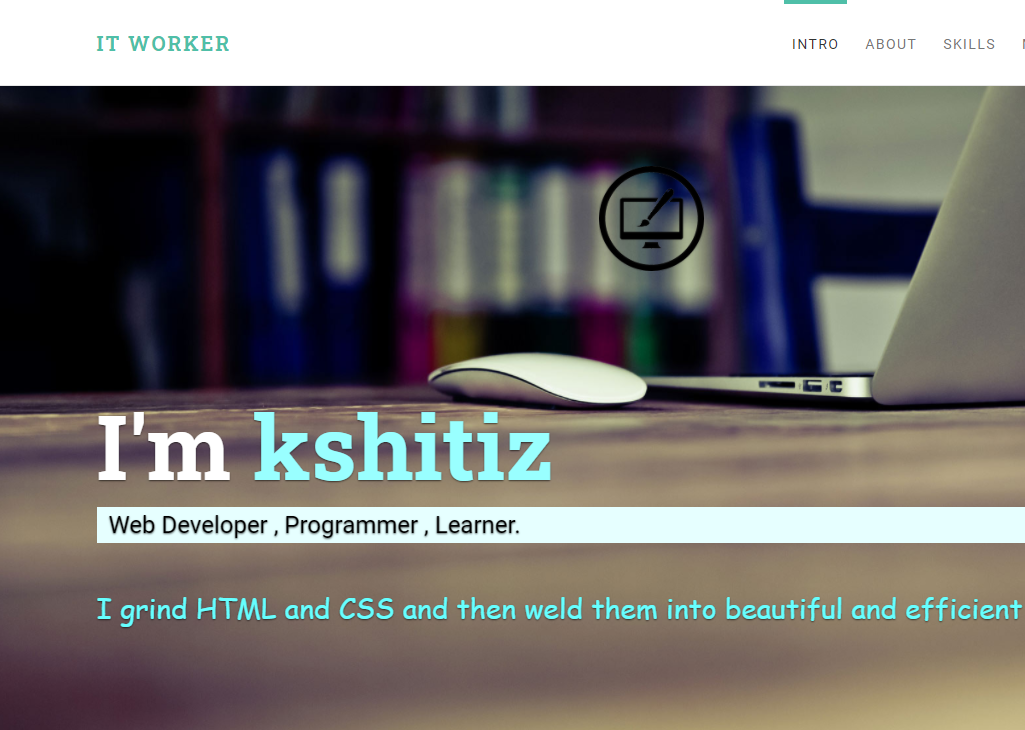 IT WORKER
INTRO ABOUT SKILLS
I'm kshitiz
Web Developer , Programmer , Learner.
I grind HTML and CSS and then weld them into beautiful and efficient